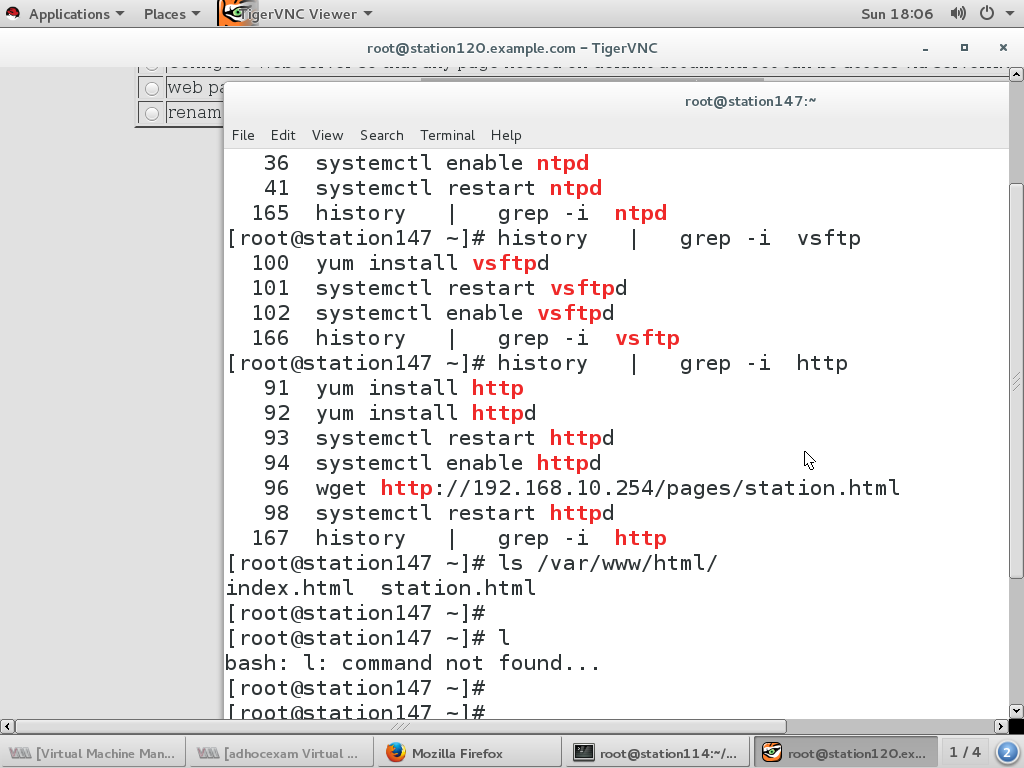 Applications Places TigerVNC Viewer Sun 18:06
root@station120.example.com – TigerVNC
web pa
renam
root@station147:~
File Edit View Search Terminal Help
36 systemctl enable ntpd
41 systemctl restart ntpd
165 history | grep -i ntpd
[root@station147 ~]# history | grep -i vsftp
100 yum install vsftpd
101 systemctl restart vsftpd
102 systemctl enable vsftpd
166 history | grep -i vsftp
[root@station147 ~]# history | grep -i http
91 yum install http
92 yum install httpd
93 systemctl restart httpd
94 systemctl enable httpd
96 wget http://192.168.10.254/pages/station.html
98 systemctl restart httpd
167 history | grep -i http
[root@station147 ~]# ls /var/www/html/
index.html station.html
[root@station147 ~]#
[root@station147 ~]# l
bash: l: command not found...
[root@station147 ~]#
[root@station147 ~]#
[Virtual Machine Man... [adhocexam Virtual ... Mozilla Firefox root@station114:~/... root@station120.ex... 1 / 4 2